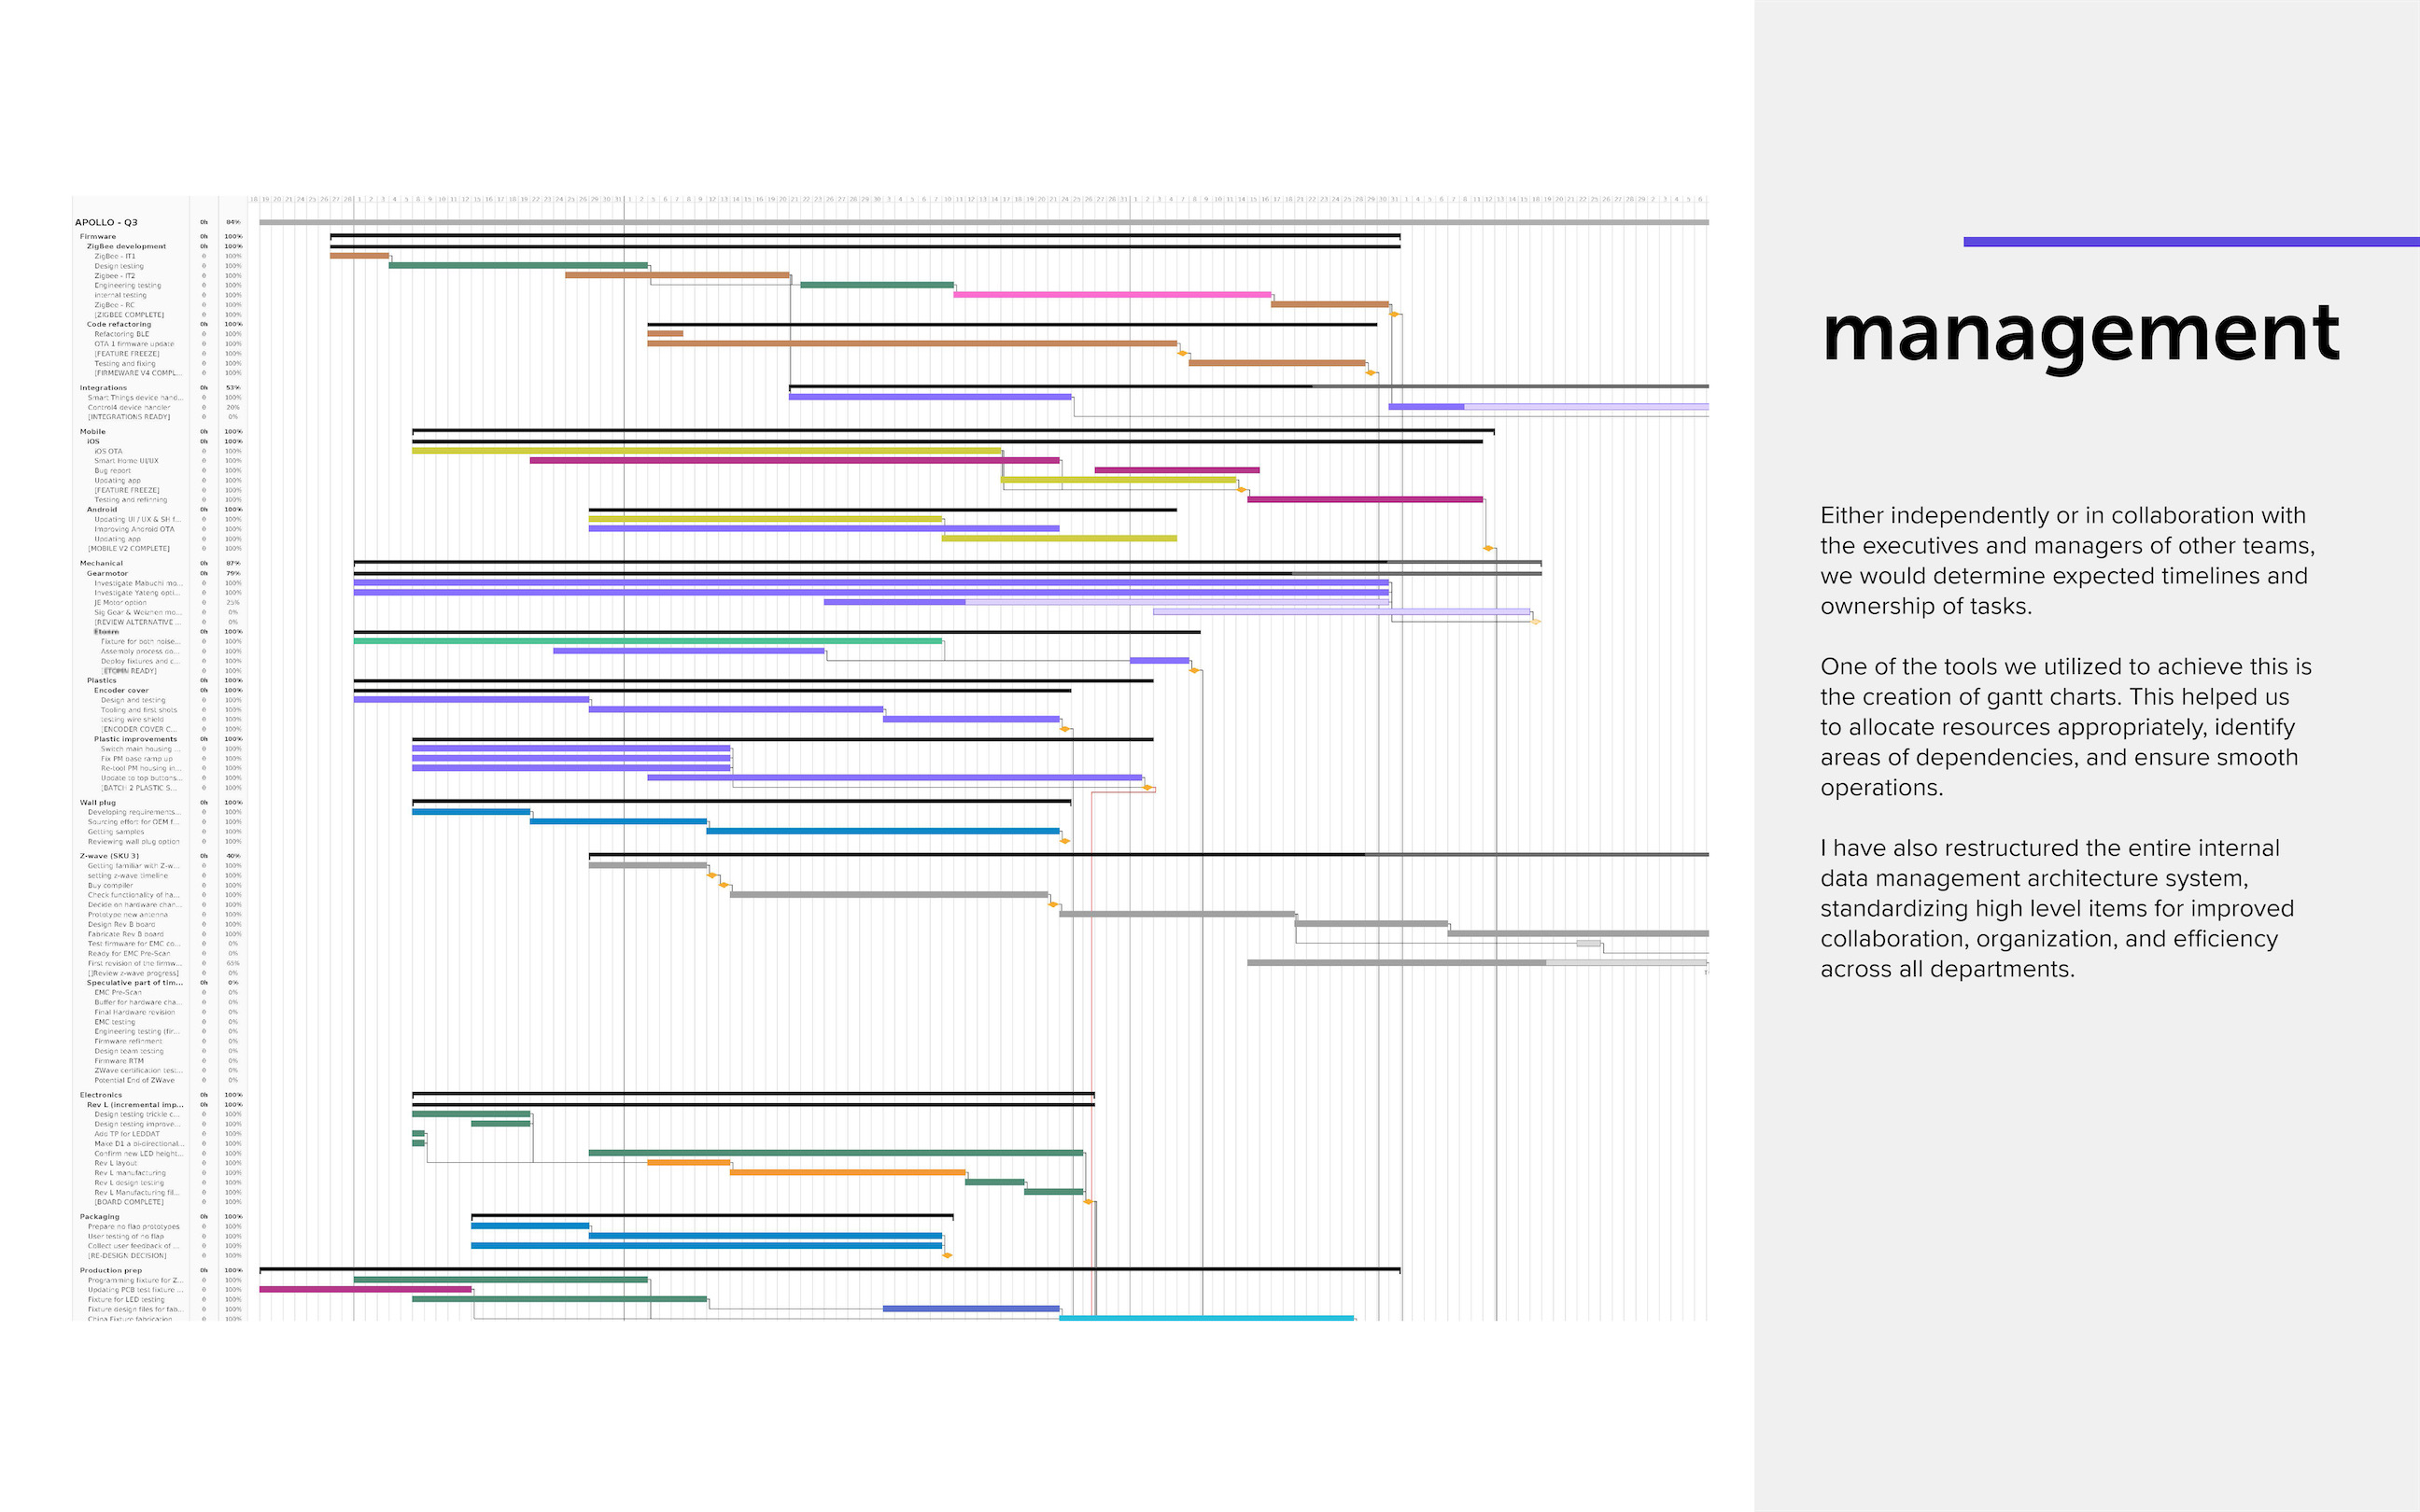 18 19 20 21 24 25 26 27 28 1 2 3 4 5 6 7 8 9
APOLLO - Q3 0h 84%
Firmware 0h 100%
ZigBee development 0h 100%
ZigBee - IT1 0 100%
Design testing 0 100%
Zigbee - IT2 0 100%
Engineering testing 0 100%
internal testing 0 100%
ZigBee - RC 0 100%
[ZIGBEE COMPLETE] 0 100%
Code refactoring 0h 100%
Refactoring BLE 0 100%
OTA 1 firmware update 0 100%
[FEATURE FREEZE] 0 100%
Testing and fixing 0 100%
[FIRMEWARE V4 COMPL... 0 100%
Integrations 0h 53%
Smart Things device hand... 0 100%
Control4 device handler 0 20%
[INTEGRATIONS READY] 0 0%
Mobile 0h 100%
iOS 0h 100%
iOS OTA 0 100%
Smart Home UI/UX 0 100%
Bug report 0 100%
Updating app 0 100%
[FEATURE FREEZE] 0 100%
Testing and refinning 0 100%
Android 0h 100%
Updating UI / UX & SH f... 0 100%
Improving Android OTA 0 100%
Updating app 0 100%
[MOBILE V2 COMPLETE] 0 100%
Mechanical 0h 87%
Gearmotor 0h 79%
Investigate Mabuchi mo... 0 100%
Investigate Yateng opti... 0 100%
JE Motor option 0 25%
Sig Gear & Weizhen mo... 0 0%
[REVIEW ALTERNATIVE ... 0 0%
0h 100%
Fixture for both noise... 0 100%
Assembly process do... 0 100%
Deploy fixtures and c... 0 100%
READY] 0 100%
Plastics 0h 100%
Encoder cover 0h 100%
Design and testing 0 100%
Tooling and first shots 0 100%
testing wire shield 0 100%
[ENCODER COVER C... 0 100%
Plastic improvements 0h 100%
Switch main housing ... 0 100%
Fix PM base ramp up 0 100%
Re-tool PM housing in... 0 100%
Update to top buttons... 0 100%
[BATCH 2 PLASTIC S... 0 100%
Wall plug 0h 100%
Developing requirements... 0 100%
Sourcing effort for OEM f... 0 100%
Getting samples 0 100%
Reviewing wall plug option 0 100%
Z-wave (SKU 3) 0h 40%
Getting familiar with Z-w... 0 100%
setting z-wave timeline 0 100%
Buy compiler 0 100%
Check functionality of ha... 0 100%
Decide on hardware chan... 0 100%
Prototype new antenna 0 100%
Design Rev B board 0 100%
Fabricate Rev B board 0 100%
Test firmware for EMC co... 0 0%
Ready for EMC Pre-Scan 0 0%
First revision of the firmw... 0 65%
[]Review z-wave progress] 0 0%
Speculative part of tim... 0h 0%
EMC Pre-Scan 0 0%
Buffer for hardware cha... 0 0%
Final Hardware revision 0 0%
EMC testing 0 0%
Engineering testing (fir... 0 0%
Firmware refinment 0 0%
Design team testing 0 0%
Firmware RTM 0 0%
ZWave certification test... 0 0%
Potential End of ZWave 0 0%
Electronics 0h 100%
Rev L (incremental imp... 0h 100%
Design testing trickle c... 0 100%
Design testing improve... 0 100%
Add TP for LEDDAT 0 100%
Make D1 a bi-directional... 0 100%
Confirm new LED height... 0 100%
Rev L layout 0 100%
Rev L manufacturing 0 100%
Rev L design testing 0 100%
Rev L Manufacturing fil... 0 100%
[BOARD COMPLETE] 0 100%
Packaging 0h 100%
Prepare no flap prototypes 0 100%
User testing of no flap 0 100%
Collect user feedback of ... 0 100%
[RE-DESIGN DECISION] 0 100%
Production prep 0h 100%
Programming fixture for Z... 0 100%
Updating PCB test fixture ... 0 100%
Fixture for LED testing 0 100%
Fixture design files for fab... 0 100%
China Fixture fabrication 0 100%
management
Either independently or in collaboration with
the executives and managers of other teams,
we would determine expected timelines and
ownership of tasks.
One of the tools we utilized to achieve this is
the creation of gantt charts. This helped us
to allocate resources appropriately, identify
areas of dependencies, and ensure smooth
operations.
I have also restructured the entire internal
data management architecture system,
standardizing high level items for improved
collaboration, organization, and efficiency
across all departments.